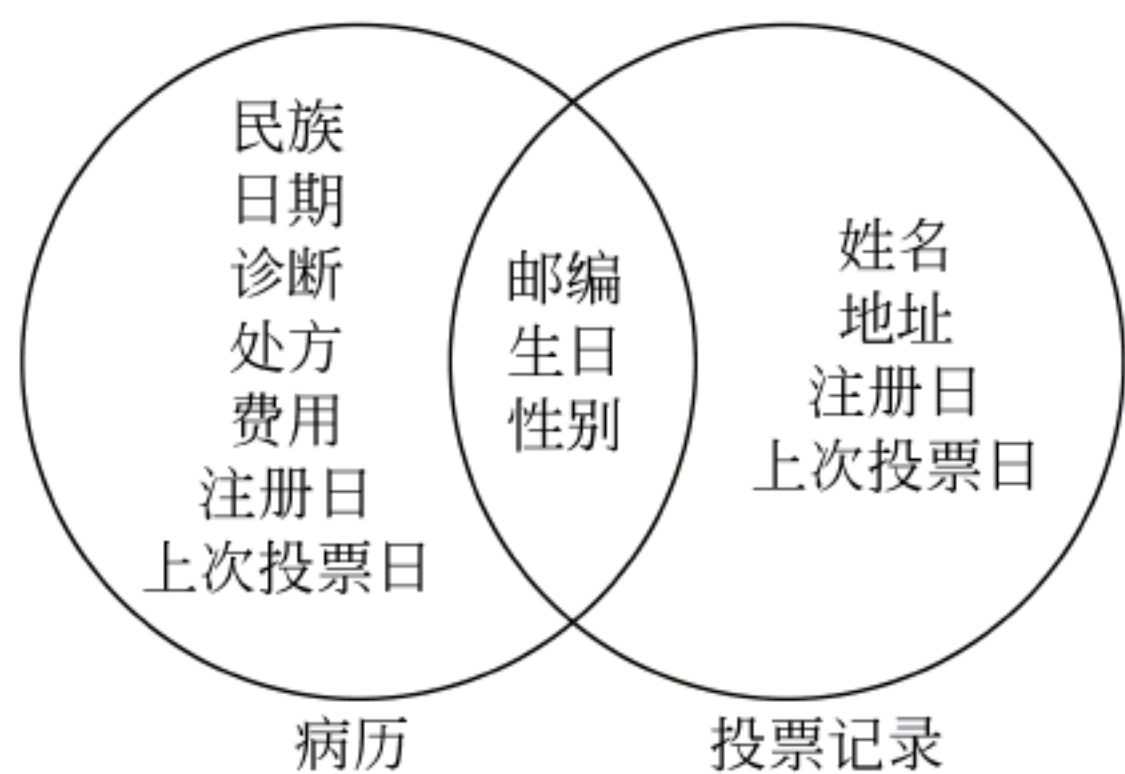 民族
日期
诊断
处方
费用
注册日
上次投票日
邮编
生日
性别
姓名
地址
注册日
上次投票日
病历
投票记录